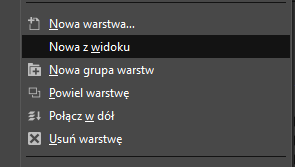 Nowa warstwa...
Nowa z widoku
Nowa grupa warstw
Powiel warstwę
Połącz w dół
Usuń warstwę